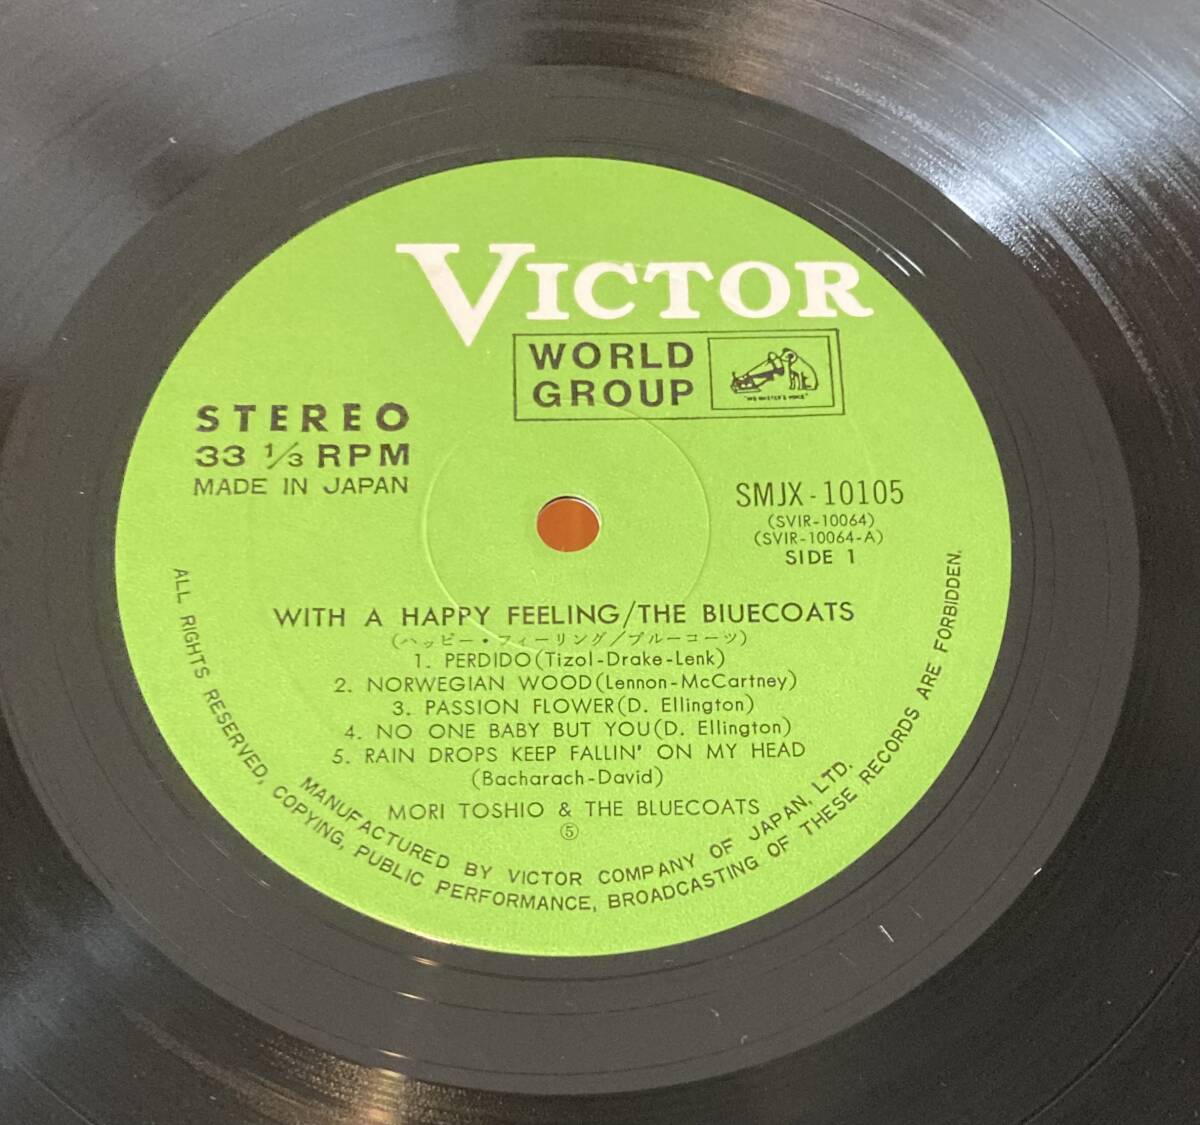 VICTOR
WORLD
GROUP
"HIS MASTER'S VOICE"
STEREO
33 1/3 RPM
MADE IN JAPAN
SMJX-10105
(SVIR-10064)
(SVIR-10064-A)
SIDE 1
WITH A HAPPY FEELING/THE BIUECOATS
(ハッピー・フィーリング/ブルーコーツ)
1. PERDIDO(Tizol-Drake-Lenk)
2. NORWEGIAN WOOD(Lennon-McCartney)
3. PASSION FLOWER(D. Ellington)
4. NO ONE BABY BUT YOU(D. Ellington)
5. RAIN DROPS KEEP FALLIN' ON MY HEAD
(Bacharach-David)
MORI TOSHIO & THE BLUECOATS
⑤
MANUFACTURED BY VICTOR COMPANY OF JAPAN, LTD.
ALL RIGHTS RESERVED, COPYING, PUBLIC PERFORMANCE, BROADCASTING OF THESE RECORDS ARE FORBIDDEN.